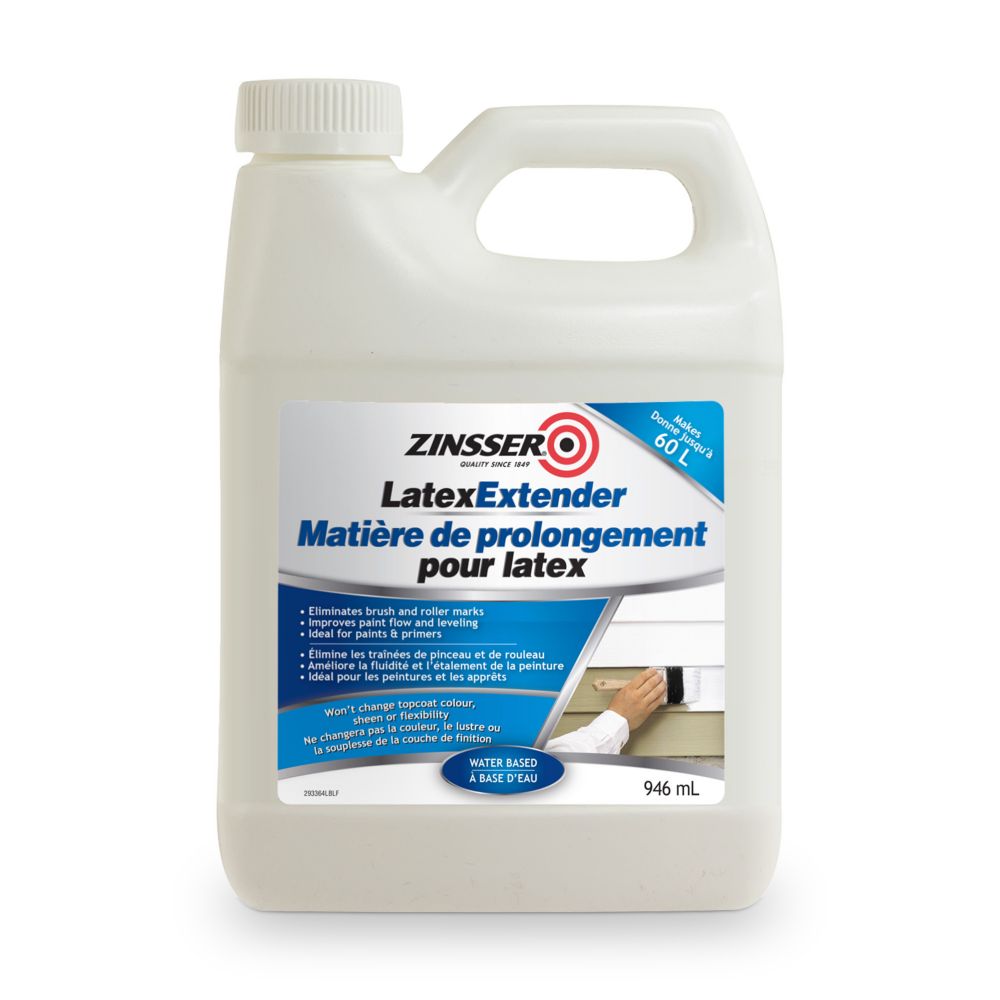 ZINSSER®
QUALITY SINCE 1849
Makes
Donne jusqu'à
60 L
LatexExtender
Matière de prolongement
pour latex
• Eliminates brush and roller marks
• Improves paint flow and leveling
• Ideal for paints & primers
• Élimine les traînées de pinceau et de rouleau
• Améliore la fluidité et l'étalement de la peinture
• Idéal pour les peintures et les apprêts
Won't change topcoat colour,
sheen or flexibility
Ne changera pas la couleur, le lustre ou
la souplesse de la couche de finition
WATER BASED
À BASE D'EAU
293364LBLF
946 mL